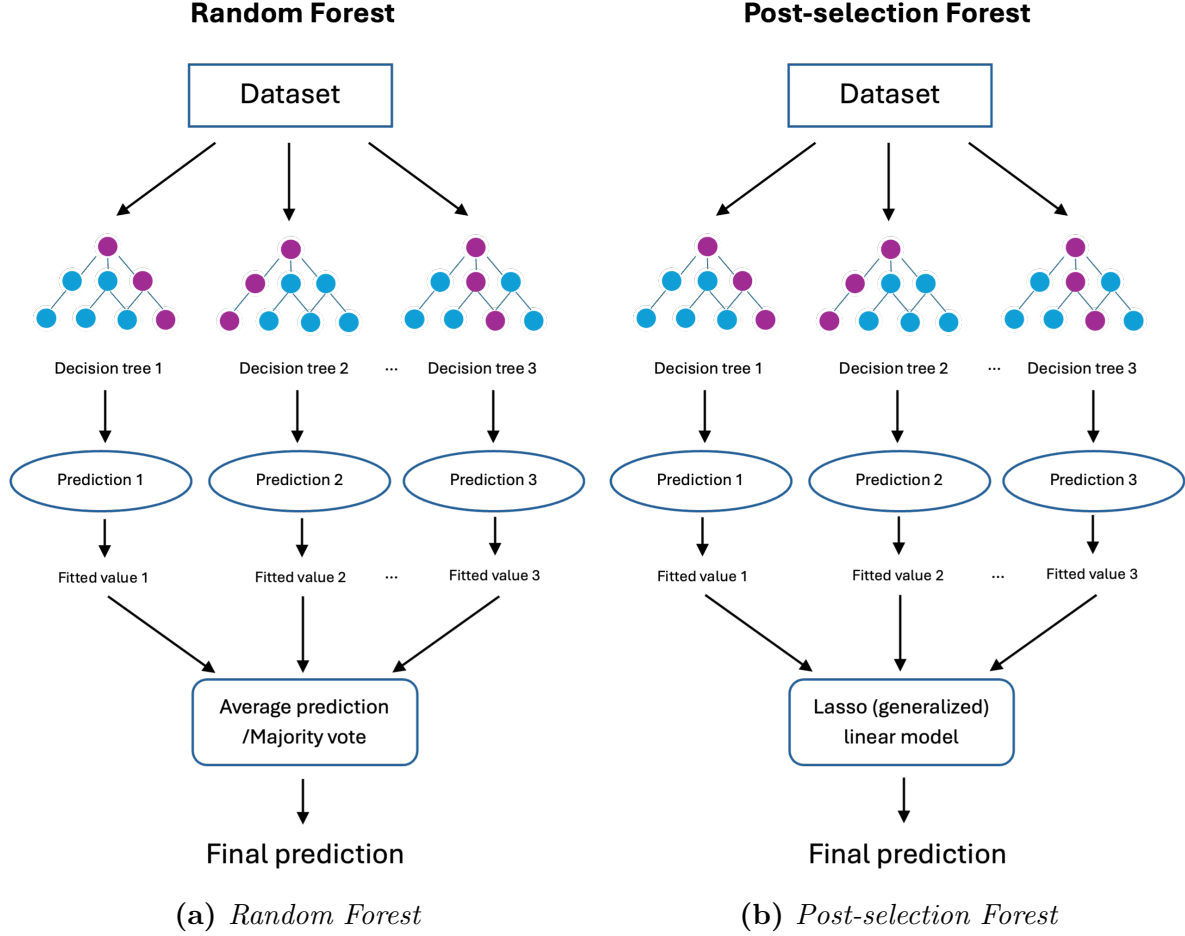 Random Forest
Dataset
Decision tree 1
Decision tree 2
...
Decision tree 3
Prediction 1
Prediction 2
Prediction 3
Fitted value 1
Fitted value 2
...
Fitted value 3
Average prediction
/Majority vote
Final prediction
(a) Random Forest
Post-selection Forest
Dataset
Decision tree 1
Decision tree 2
...
Decision tree 3
Prediction 1
Prediction 2
Prediction 3
Fitted value 1
Fitted value 2
...
Fitted value 3
Lasso (generalized)
linear model
Final prediction
(b) Post-selection Forest